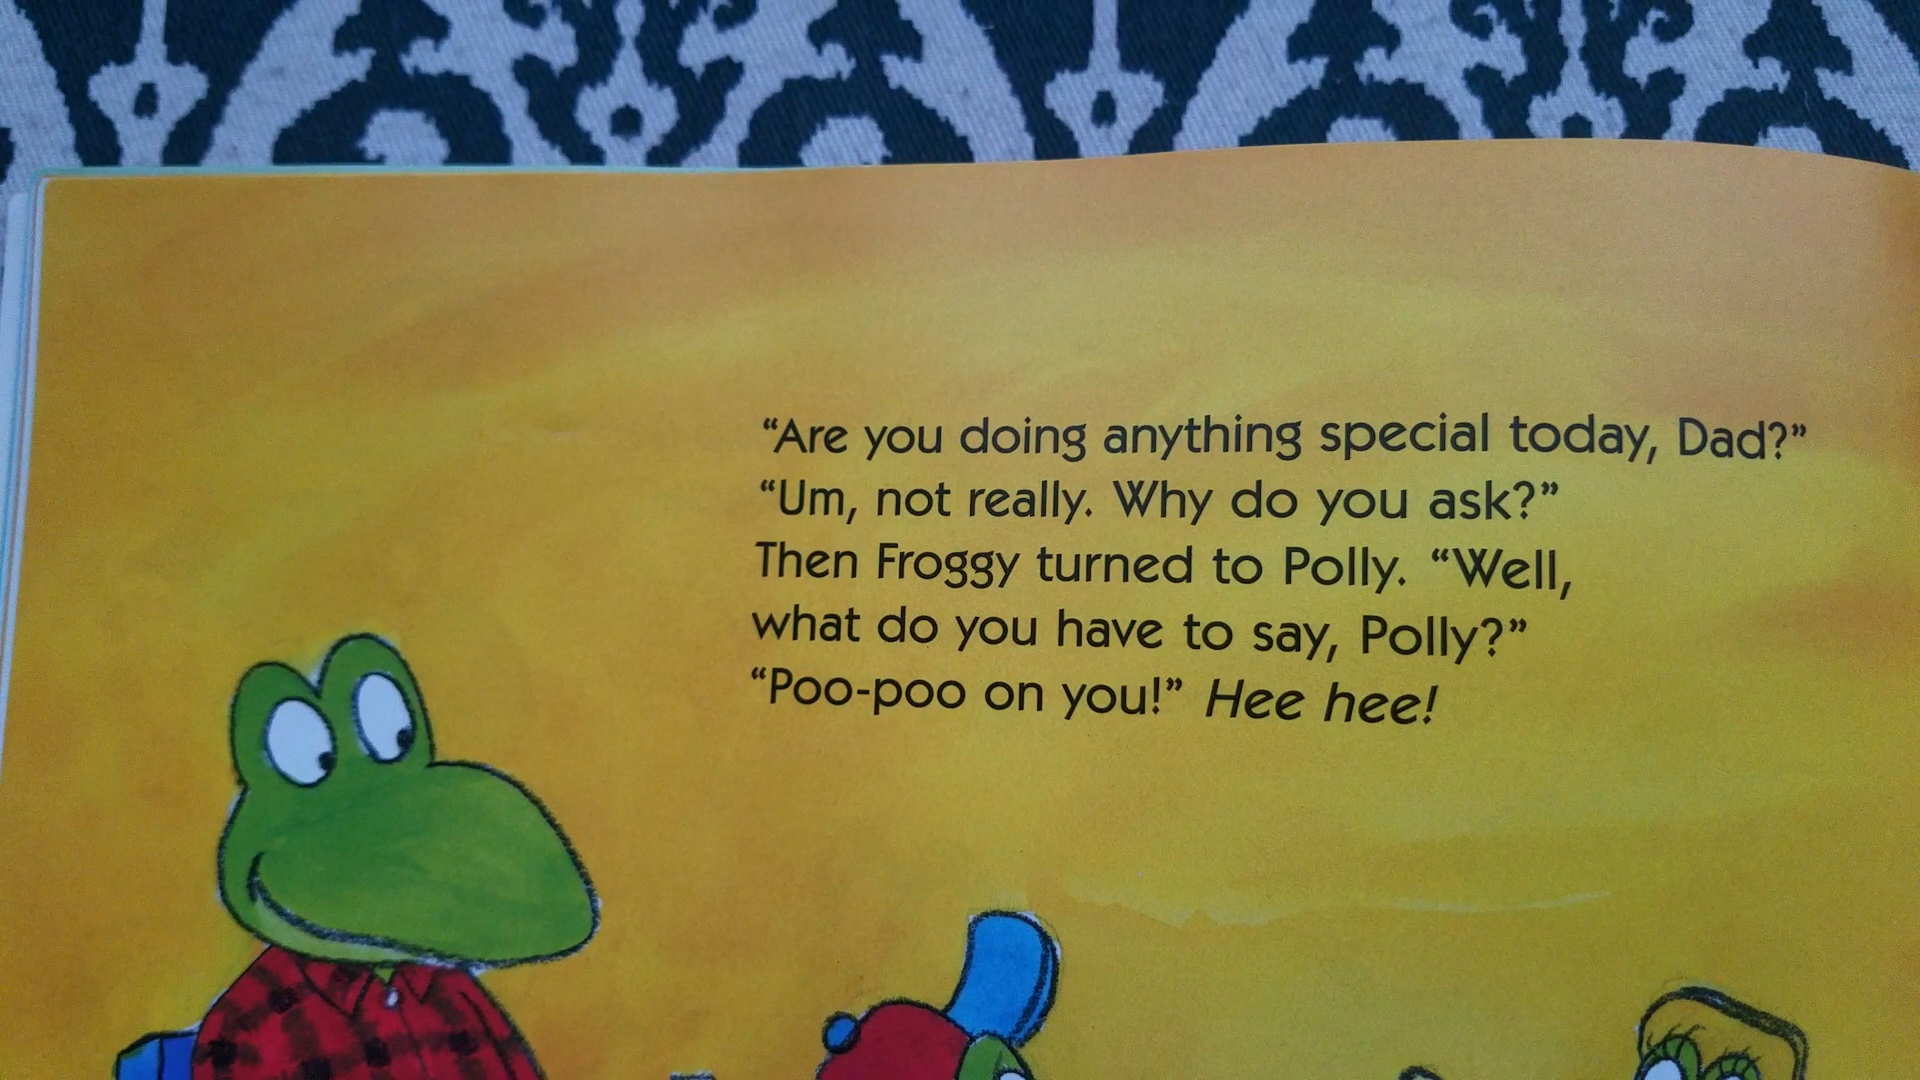 “Are you doing anything special today, Dad?”
“Um, not really. Why do you ask?”
Then Froggy turned to Polly. “Well,
what do you have to say, Polly?”
“Poo-poo on you!” Hee hee!